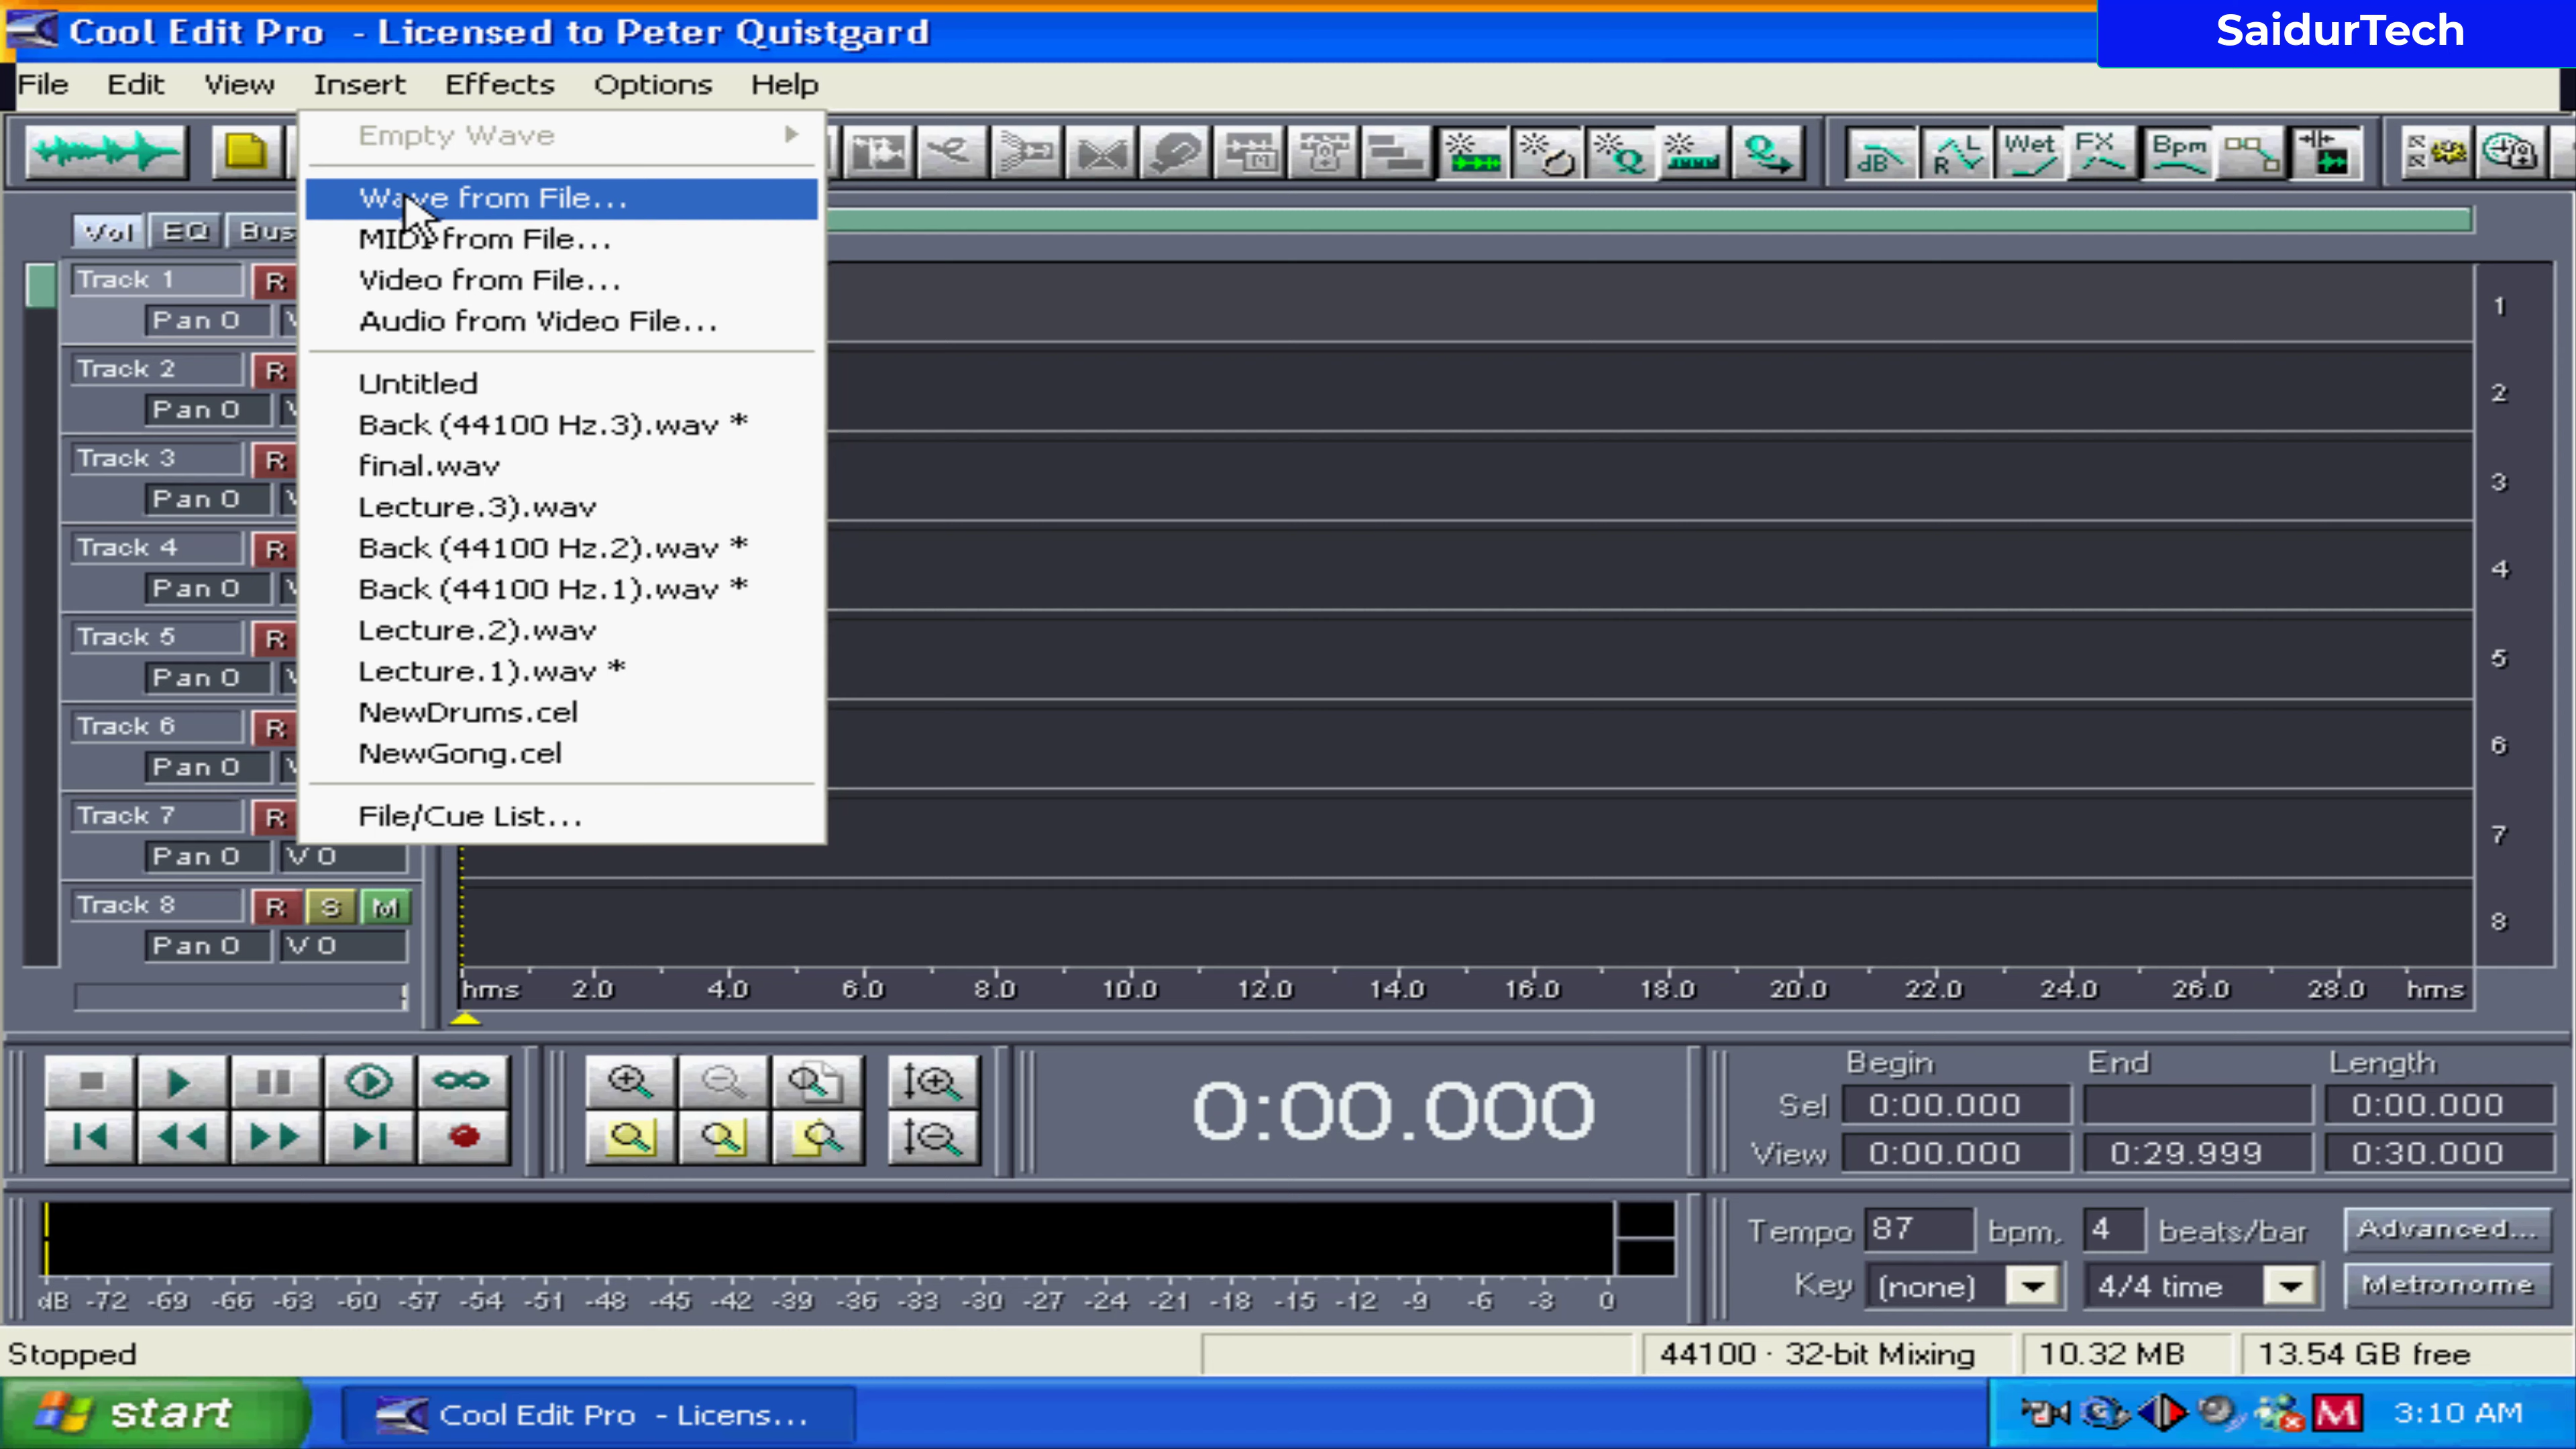 Cool Edit Pro - Licensed to Peter Quistgard
SaidurTech
File Edit View Insert Effects Options Help
Empty Wave
Wave from File...
MIDI from File...
Video from File...
Audio from Video File...
Untitled
Back (44100 Hz.3).wav *
final.wav
Lecture.3).wav
Back (44100 Hz.2).wav *
Back (44100 Hz.1).wav *
Lecture.2).wav
Lecture.1).wav *
NewDrums.cel
NewGong.cel
File/Cue List...
dB R L Wet FX Bpm
Vol EQ Bus
Track 1 R
Pan 0 V
1
Track 2 R
Pan 0 V
2
Track 3 R
Pan 0 V
3
Track 4 R
Pan 0 V
4
Track 5 R
Pan 0 V
5
Track 6 R
Pan 0 V
6
Track 7 R
Pan 0 V 0
7
Track 8 R S M
Pan 0 V 0
8
hms 2.0 4.0 6.0 8.0 10.0 12.0 14.0 16.0 18.0 20.0 22.0 24.0 26.0 28.0 hms
0:00.000
Begin End Length
Sel 0:00.000 0:00.000
View 0:00.000 0:29.999 0:30.000
Tempo 87 bpm, 4 beats/bar Advanced...
Key (none) 4/4 time Metronome
dB -72 -69 -66 -63 -60 -57 -54 -51 -48 -45 -42 -39 -36 -33 -30 -27 -24 -21 -18 -15 -12 -9 -6 -3 0
Stopped 44100 · 32-bit Mixing 10.32 MB 13.54 GB free
start Cool Edit Pro - Licens... M 3:10 AM